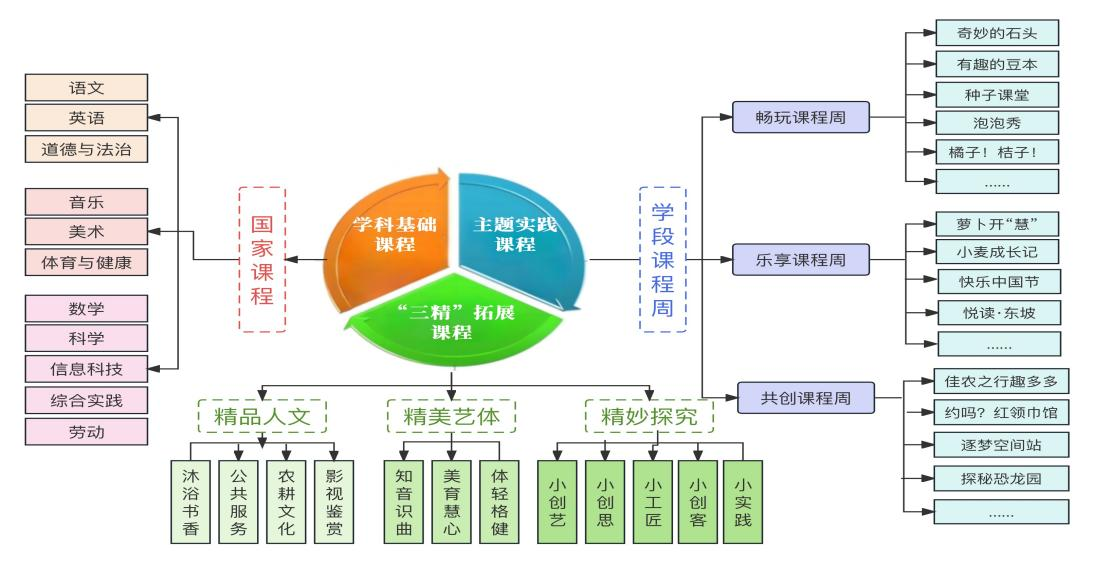 语文
英语
道德与法治
音乐
美术
体育与健康
数学
科学
信息科技
综合实践
劳动
国家课程
学科基础
课程
主题实践
课程
“三精”拓展
课程
学段课程周
畅玩课程周
奇妙的石头
有趣的豆本
种子课堂
泡泡秀
橘子！桔子！
......
乐享课程周
萝卜开“慧”
小麦成长记
快乐中国节
悦读·东坡
......
共创课程周
佳农之行趣多多
约吗？红领巾馆
逐梦空间站
探秘恐龙园
......
精品人文
沐浴书香
公共服务
农耕文化
影视鉴赏
精美艺体
知音识曲
美育慧心
体轻格健
精妙探究
小创艺
小创思
小工匠
小创客
小实践